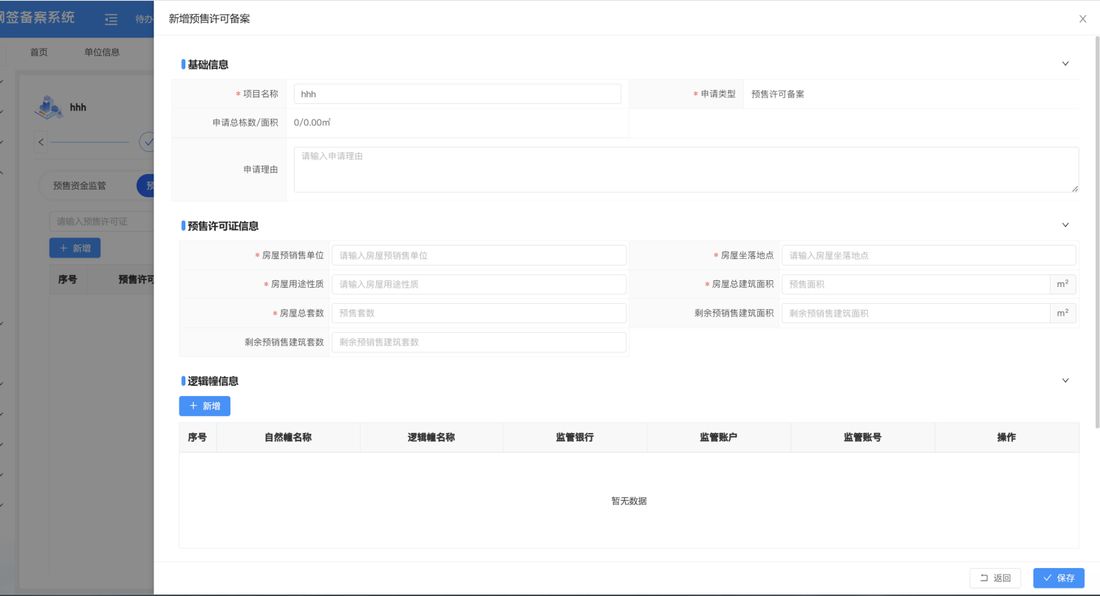 网签备案系统
待办
新增预售许可备案
首页 单位信息
hhh
预售资金监管 预
请输入预售许可证
+ 新增
序号 预售许可
基础信息
* 项目名称 hhh * 申请类型 预售许可备案
申请总栋数/面积 0/0.00㎡
申请理由 请输入申请理由
预售许可证信息
* 房屋预销售单位 请输入房屋预销售单位 * 房屋坐落地点 请输入房屋坐落地点
* 房屋用途性质 请输入房屋用途性质 * 房屋总建筑面积 预售面积 m²
* 房屋总套数 预售套数 剩余预销售建筑面积 剩余预销售建筑面积 m²
剩余预销售建筑套数 剩余预销售建筑套数
逻辑幢信息
+ 新增
序号 自然幢名称 逻辑幢名称 监管银行 监管账户 监管账号 操作
暂无数据
返回 保存